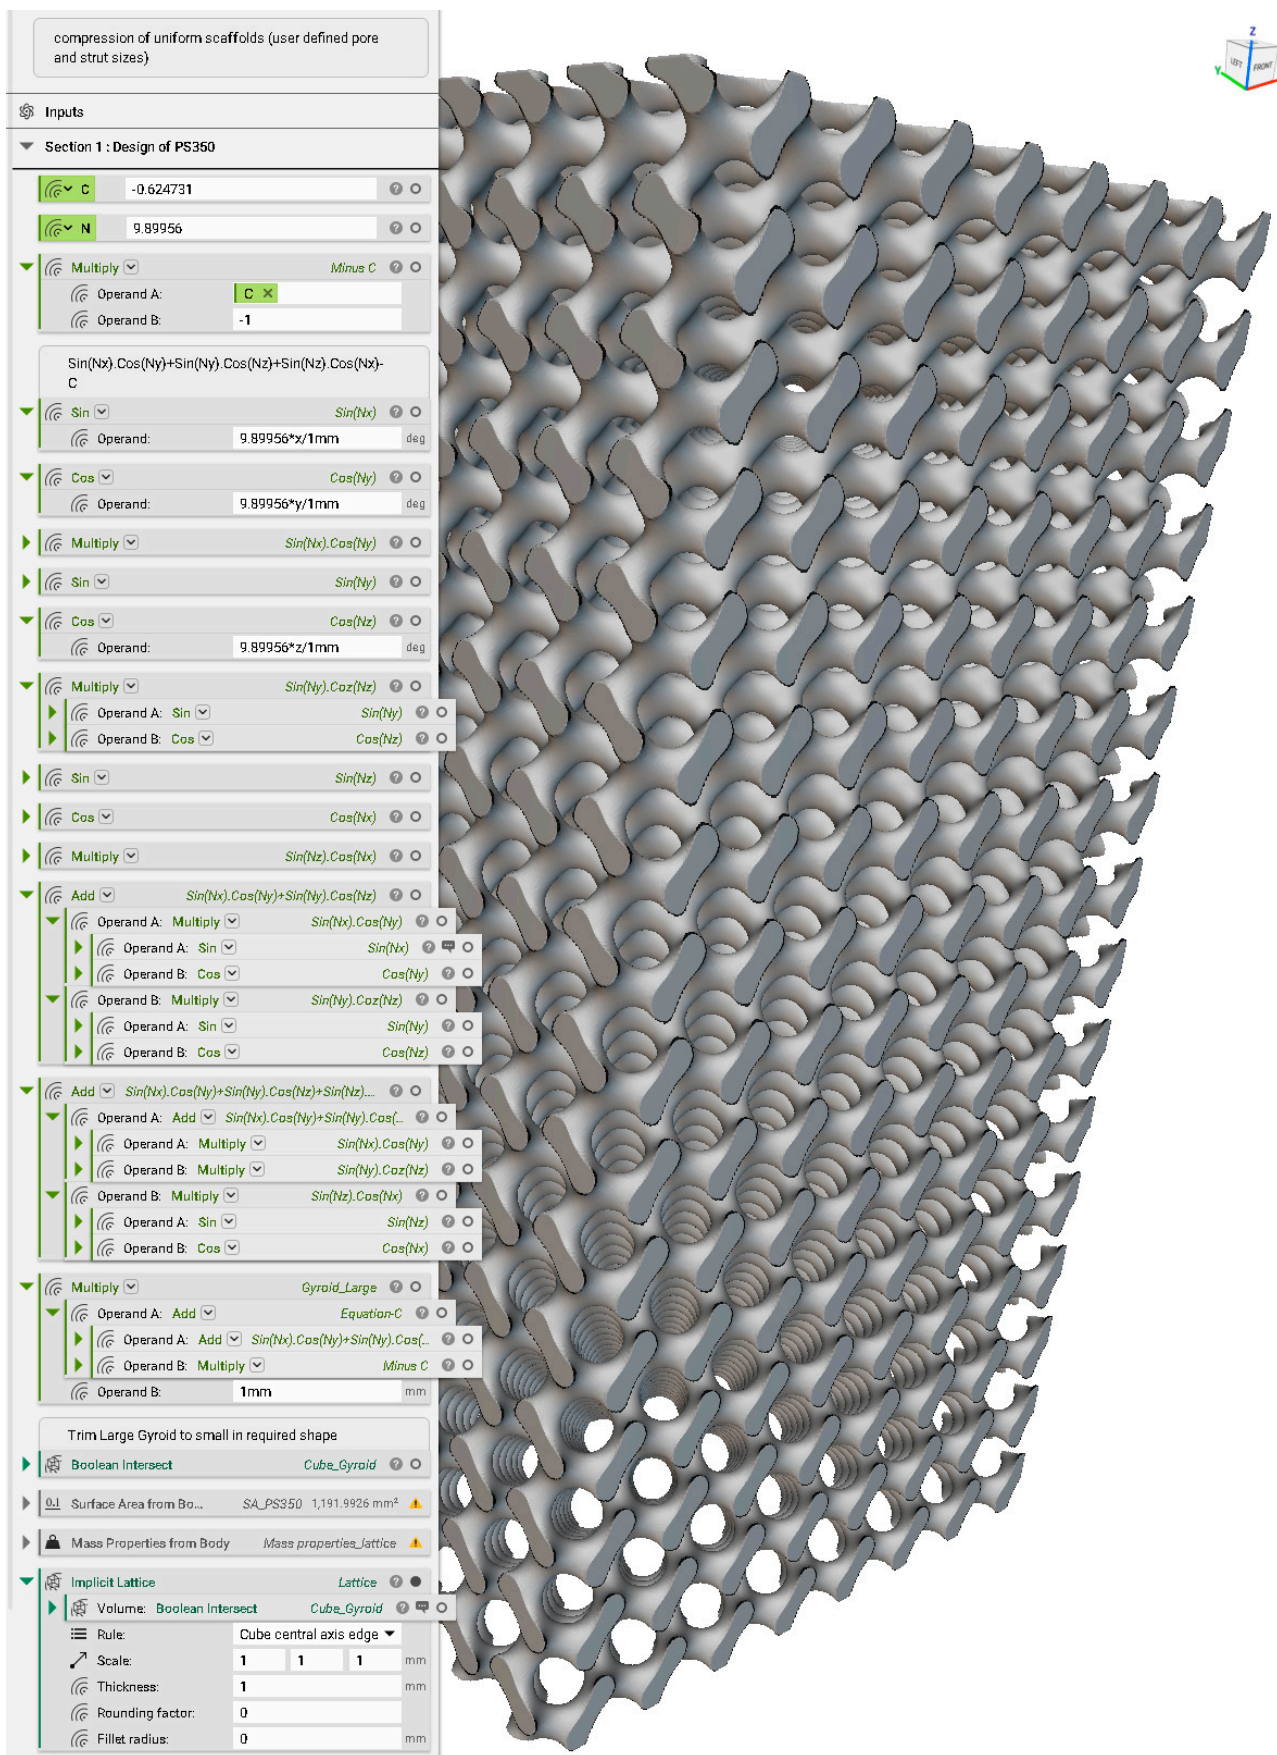 compression of uniform scaffolds (user defined pore
and strut sizes)
Inputs
Section 1 : Design of PS350
C -0.624731
N 9.89956
Multiply Minus C
Operand A: C ×
Operand B: -1
Sin(Nx).Cos(Ny)+Sin(Ny).Cos(Nz)+Sin(Nz).Cos(Nx)-
C
Sin Sin(Nx)
Operand: 9.89956*x/1mm deg
Cos Cos(Ny)
Operand: 9.89956*y/1mm deg
Multiply Sin(Nx).Cos(Ny)
Sin Sin(Ny)
Cos Cos(Nz)
Operand: 9.89956*z/1mm deg
Multiply Sin(Ny).Coz(Nz)
Operand A: Sin Sin(Ny)
Operand B: Cos Cos(Nz)
Sin Sin(Nz)
Cos Cos(Nx)
Multiply Sin(Nz).Cos(Nx)
Add Sin(Nx).Cos(Ny)+Sin(Ny).Cos(Nz)
Operand A: Multiply Sin(Nx).Cos(Ny)
Operand A: Sin Sin(Nx)
Operand B: Cos Cos(Ny)
Operand B: Multiply Sin(Ny).Coz(Nz)
Operand A: Sin Sin(Ny)
Operand B: Cos Cos(Nz)
Add Sin(Nx).Cos(Ny)+Sin(Ny).Cos(Nz)+Sin(Nz)....
Operand A: Add Sin(Nx).Cos(Ny)+Sin(Ny).Cos(...
Operand A: Multiply Sin(Nx).Cos(Ny)
Operand B: Multiply Sin(Ny).Coz(Nz)
Operand B: Multiply Sin(Nz).Cos(Nx)
Operand A: Sin Sin(Nz)
Operand B: Cos Cos(Nx)
Multiply Gyroid_Large
Operand A: Add Equation-C
Operand A: Add Sin(Nx).Cos(Ny)+Sin(Ny).Cos(...
Operand B: Multiply Minus C
Operand B: 1mm mm
Trim Large Gyroid to small in required shape
Boolean Intersect Cube_Gyroid
0.1 Surface Area from Bo... SA_PS350 1,191.9926 mm²
Mass Properties from Body Mass properties_lattice
Implicit Lattice Lattice
Volume: Boolean Intersect Cube_Gyroid
Rule: Cube central axis edge
Scale: 1 1 1 mm
Thickness: 1 mm
Rounding factor: 0
Fillet radius: 0 mm
Z
LEFT FRONT
Y